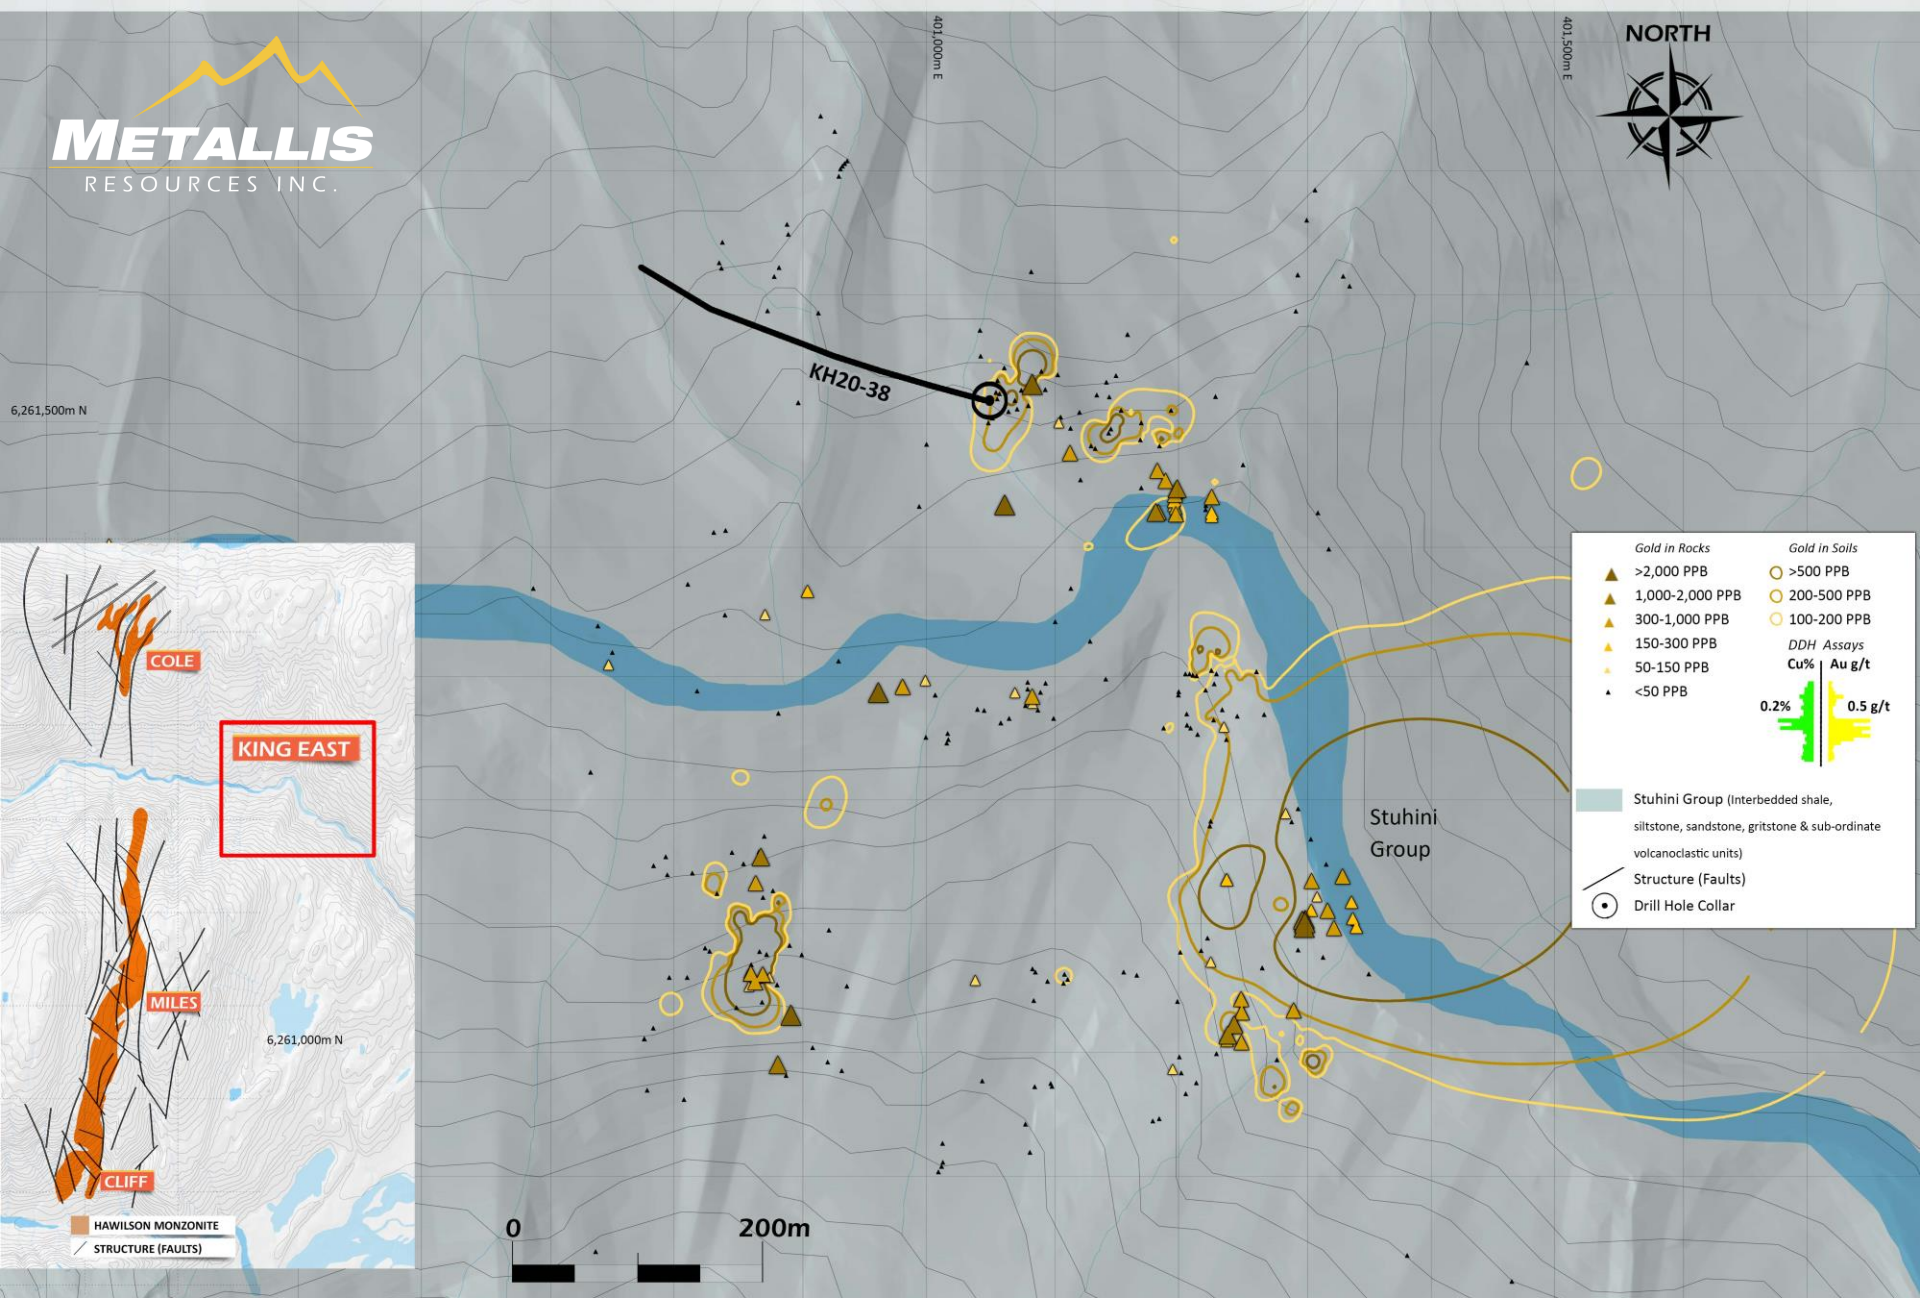 METALLIS
RESOURCES INC.
401,000m E
401,500m E
NORTH
KH20-38
6,261,500m N
Gold in Rocks
>2,000 PPB
1,000-2,000 PPB
300-1,000 PPB
150-300 PPB
50-150 PPB
<50 PPB
Gold in Soils
>500 PPB
200-500 PPB
100-200 PPB
DDH Assays
Cu% Au g/t
0.2% 0.5 g/t
Stuhini Group (Interbedded shale,
siltstone, sandstone, gritstone & sub-ordinate
volcanoclastic units)
Structure (Faults)
Drill Hole Collar
Stuhini
Group
COLE
KING EAST
MILES
6,261,000m N
CLIFF
HAWILSON MONZONITE
STRUCTURE (FAULTS)
0 200m